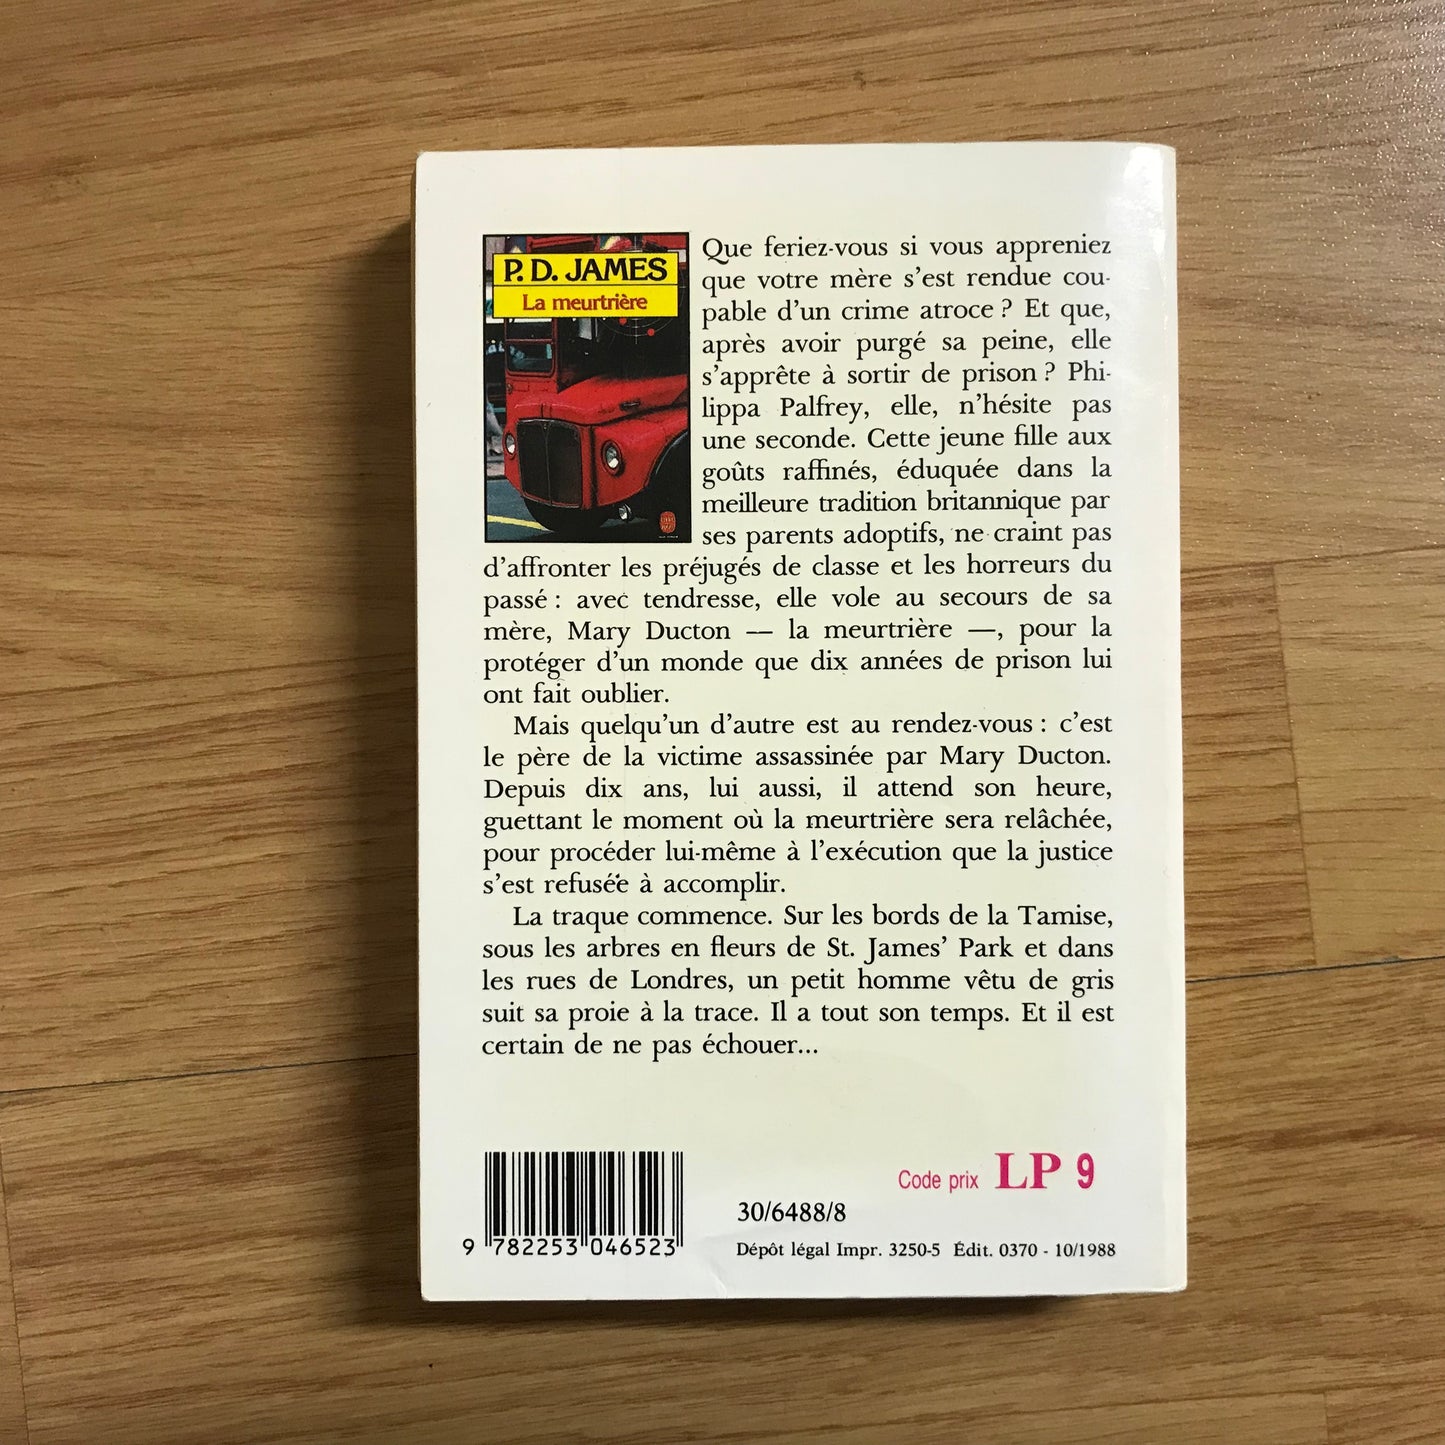 P. D. JAMES
La meurtrière
Que feriez-vous si vous appreniez
que votre mère s'est rendue cou-
pable d'un crime atroce ? Et que,
après avoir purgé sa peine, elle
s'apprête à sortir de prison ? Phi-
lippa Palfrey, elle, n'hésite pas
une seconde. Cette jeune fille aux
goûts raffinés, éduquée dans la
meilleure tradition britannique par
ses parents adoptifs, ne craint pas
d'affronter les préjugés de classe et les horreurs du
passé : avec tendresse, elle vole au secours de sa
mère, Mary Ducton — la meurtrière —, pour la
protéger d'un monde que dix années de prison lui
ont fait oublier.
Mais quelqu'un d'autre est au rendez-vous : c'est
le père de la victime assassinée par Mary Ducton.
Depuis dix ans, lui aussi, il attend son heure,
guettant le moment où la meurtrière sera relâchée,
pour procéder lui-même à l'exécution que la justice
s'est refusée à accomplir.
La traque commence. Sur les bords de la Tamise,
sous les arbres en fleurs de St. James' Park et dans
les rues de Londres, un petit homme vêtu de gris
suit sa proie à la trace. Il a tout son temps. Et il est
certain de ne pas échouer...
Code prix LP 9
30/6488/8
9 782253 046523
Dépôt légal Impr. 3250-5 Édit. 0370 - 10/1988